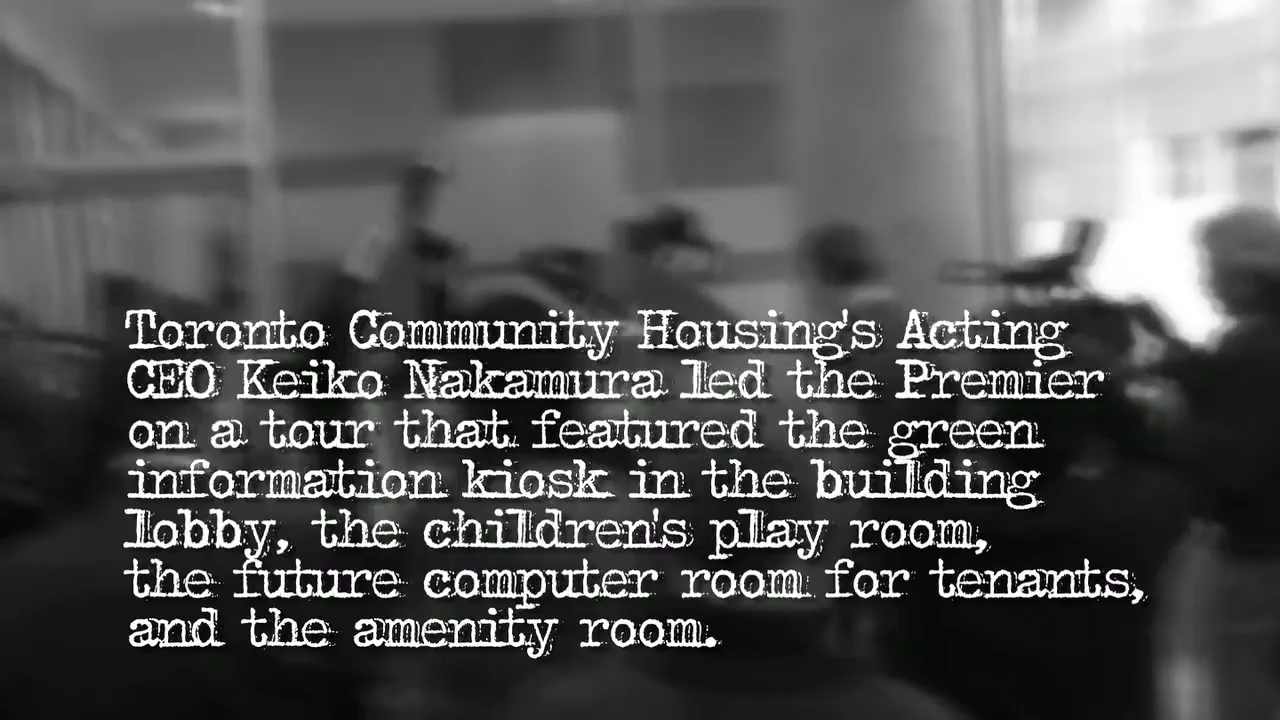 Toronto Community Housing's Acting
CEO Keiko Nakamura led the Premier
on a tour that featured the green
information kiosk in the building
lobby, the children's play room,
the future computer room for tenants,
and the amenity room.